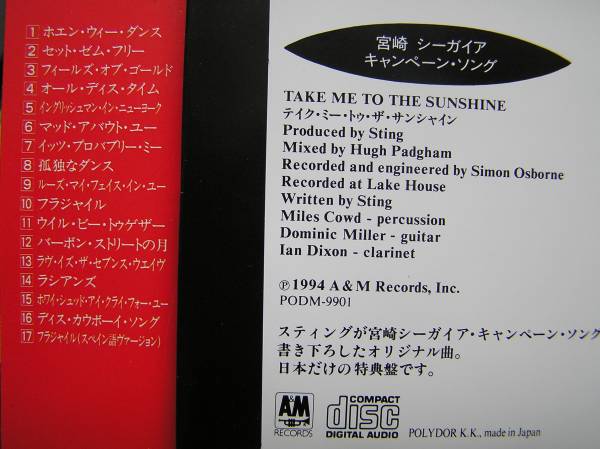 1 ホエン・ウィー・ダンス
2 セット・ゼム・フリー
3 フィールズ・オブ・ゴールド
4 オール・ディス・タイム
5 イングリッシュマン・イン・ニューヨーク
6 マッド・アバウト・ユー
7 イッツ・プロバブリー・ミー
8 孤独なダンス
9 ルーズ・マイ・フェイス・イン・ユー
10 フラジャイル
11 ウイル・ビー・トゥゲザー
12 バーボン・ストリートの月
13 ラヴ・イズ・ザ・セブンス・ウエイヴ
14 ラシアンズ
15 ホワイ・シュッド・アイ・クライ・フォー・ユー
16 ディス・カウボーイ・ソング
17 フラジャイル(スペイン語ヴァージョン)
宮崎 シーガイア
キャンペーン・ソング
TAKE ME TO THE SUNSHINE
テイク・ミー・トゥ・ザ・サンシャイン
Produced by Sting
Mixed by Hugh Padgham
Recorded and engineered by Simon Osborne
Recorded at Lake House
Written by Sting
Miles Cowd - percussion
Dominic Miller - guitar
Ian Dixon - clarinet
℗ 1994 A & M Records, Inc.
PODM-9901
スティングが宮崎シーガイア・キャンペーン・ソング
書き下ろしたオリジナル曲。
日本だけの特典盤です。
A&M
RECORDS
COMPACT
disc
DIGITAL AUDIO
POLYDOR K.K., made in Japan